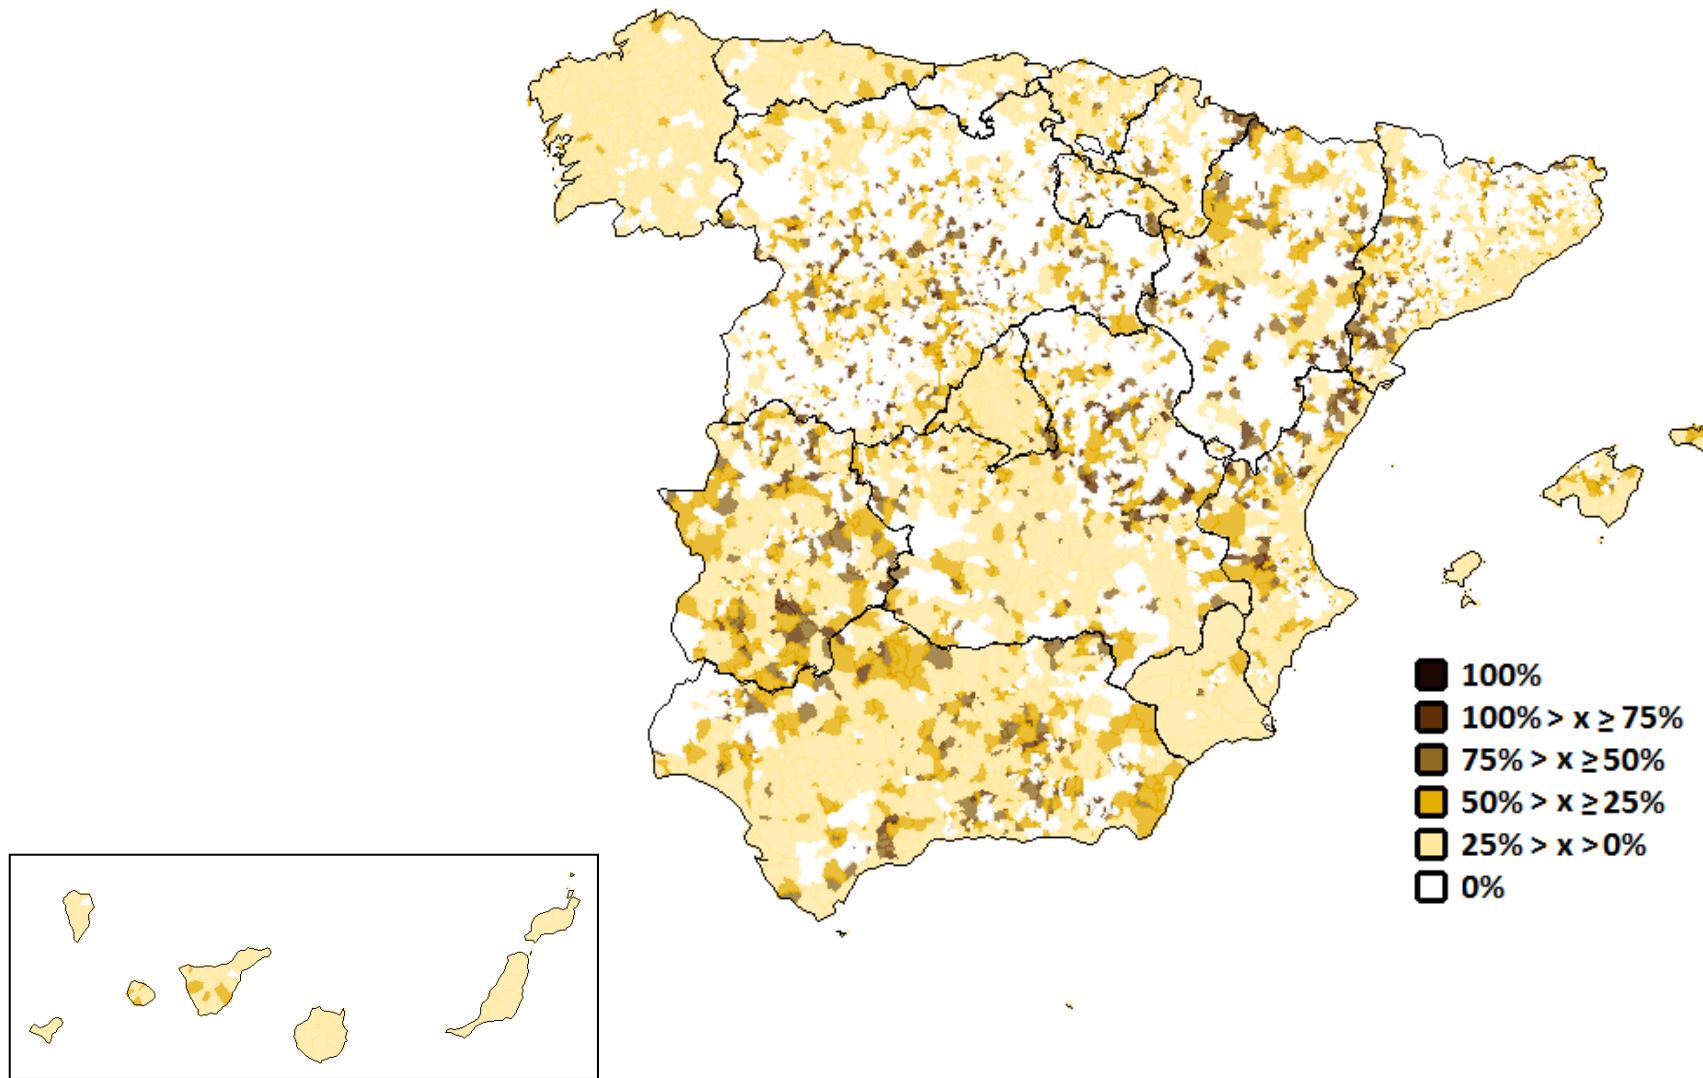 100%
100% > x ≥ 75%
75% > x ≥ 50%
50% > x ≥ 25%
25% > x > 0%
0%